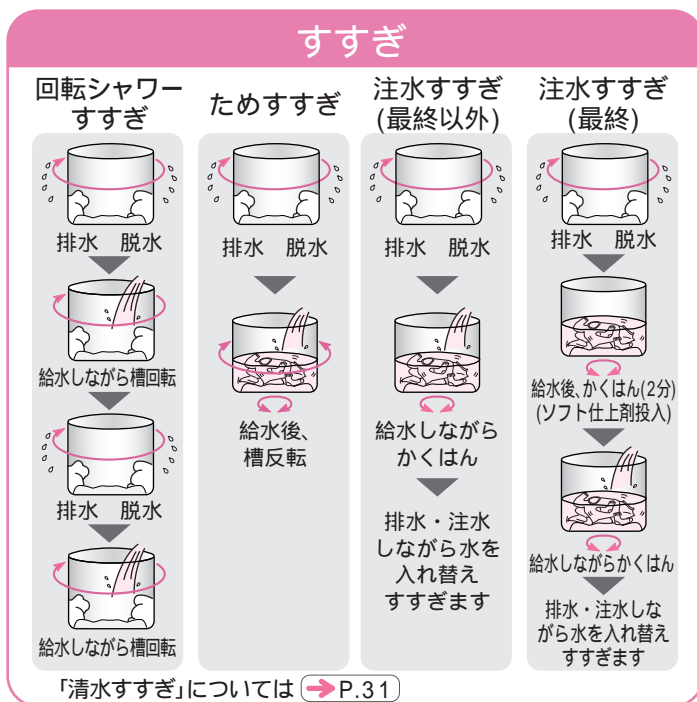 すすぎ
回転シャワー
すすぎ
排水 脱水
給水しながら槽回転
排水 脱水
給水しながら槽回転
ためすすぎ
排水 脱水
給水後、
槽反転
注水すすぎ
(最終以外)
排水 脱水
給水しながら
かくはん
排水・注水
しながら水を
入れ替え
すすぎます
注水すすぎ
(最終)
排水 脱水
給水後、かくはん(2分)
(ソフト仕上剤投入)
給水しながらかくはん
排水・注水しな
がら水を入れ替え
すすぎます
「清水すすぎ」については P.31